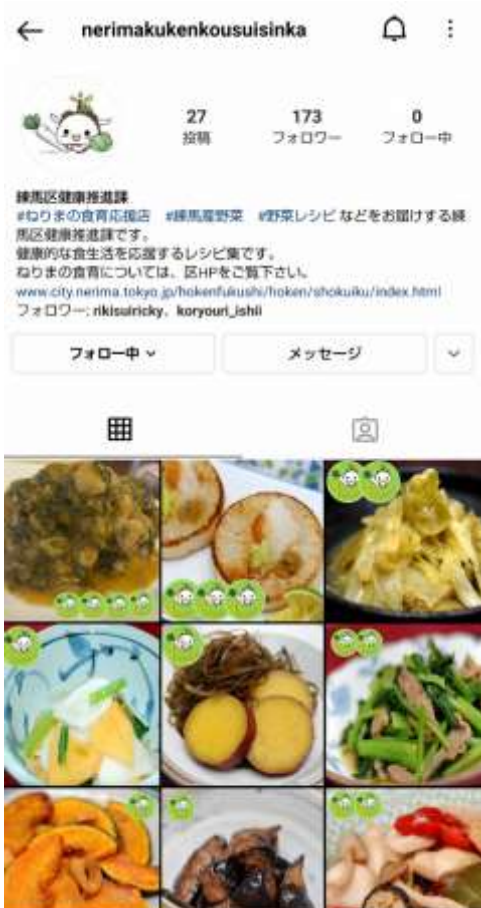 nerimakukenkousuisinka
27 173 0
投稿 フォロワー フォロー中
練馬区健康推進課
#ねりまの食育応援店 #練馬産野菜 #野菜レシピ などをお届けする練
馬区健康推進課です。
健康的な食生活を応援するレシピ集です。
ねりまの食育については、区HPをご覧下さい。
www.city.nerima.tokyo.jp/hokenfukushi/hoken/shokuiku/index.html
フォロワー: rikisuiricky、koryouri_ishii
フォロー中 メッセージ